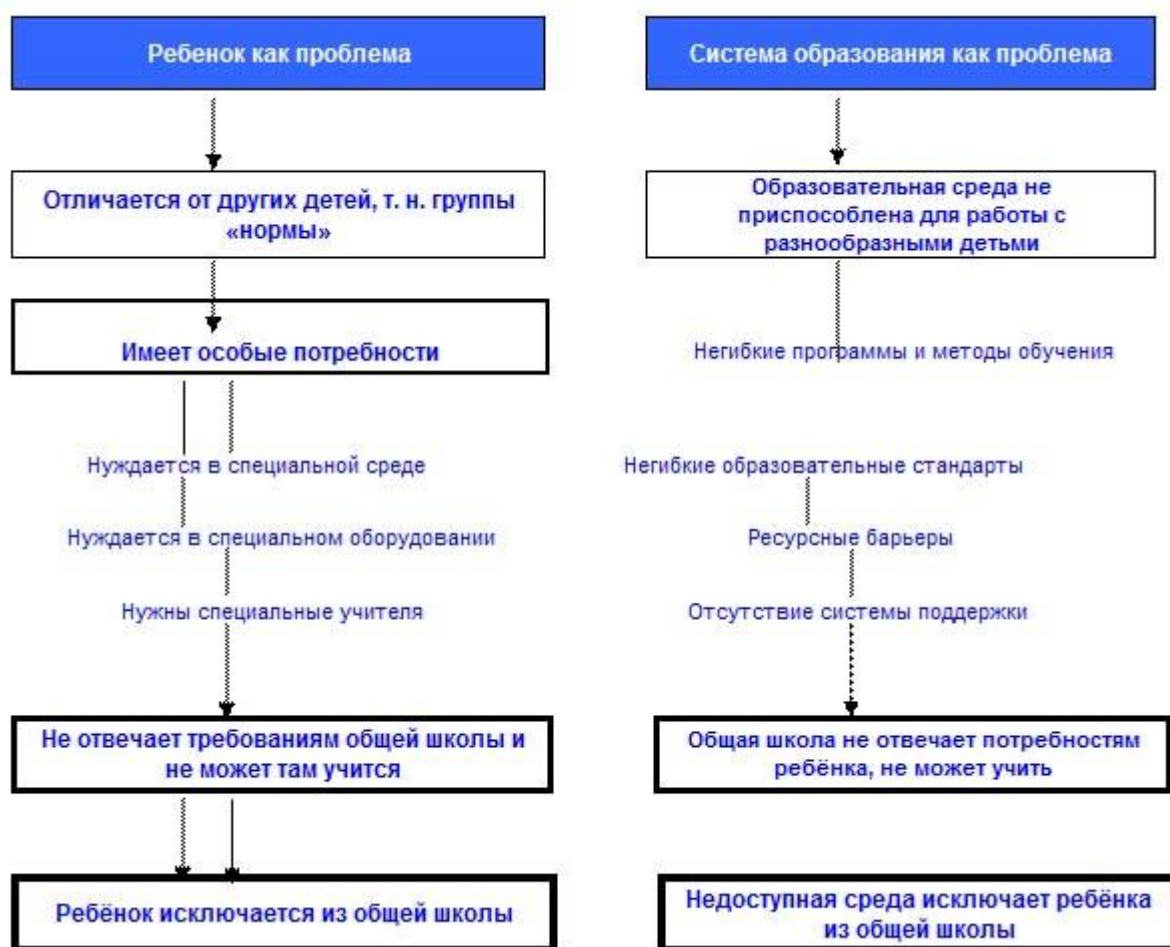 Ребенок как проблема
Отличается от других детей, т. н. группы
«нормы»
Имеет особые потребности
Нуждается в специальной среде
Нуждается в специальном оборудовании
Нужны специальные учителя
Не отвечает требованиям общей школы и
не может там учится
Ребёнок исключается из общей школы
Система образования как проблема
Образовательная среда не
приспособлена для работы с
разнообразными детьми
Негибкие программы и методы обучения
Негибкие образовательные стандарты
Ресурсные барьеры
Отсутствие системы поддержки
Общая школа не отвечает потребностям
ребёнка, не может учить
Недоступная среда исключает ребёнка
из общей школы